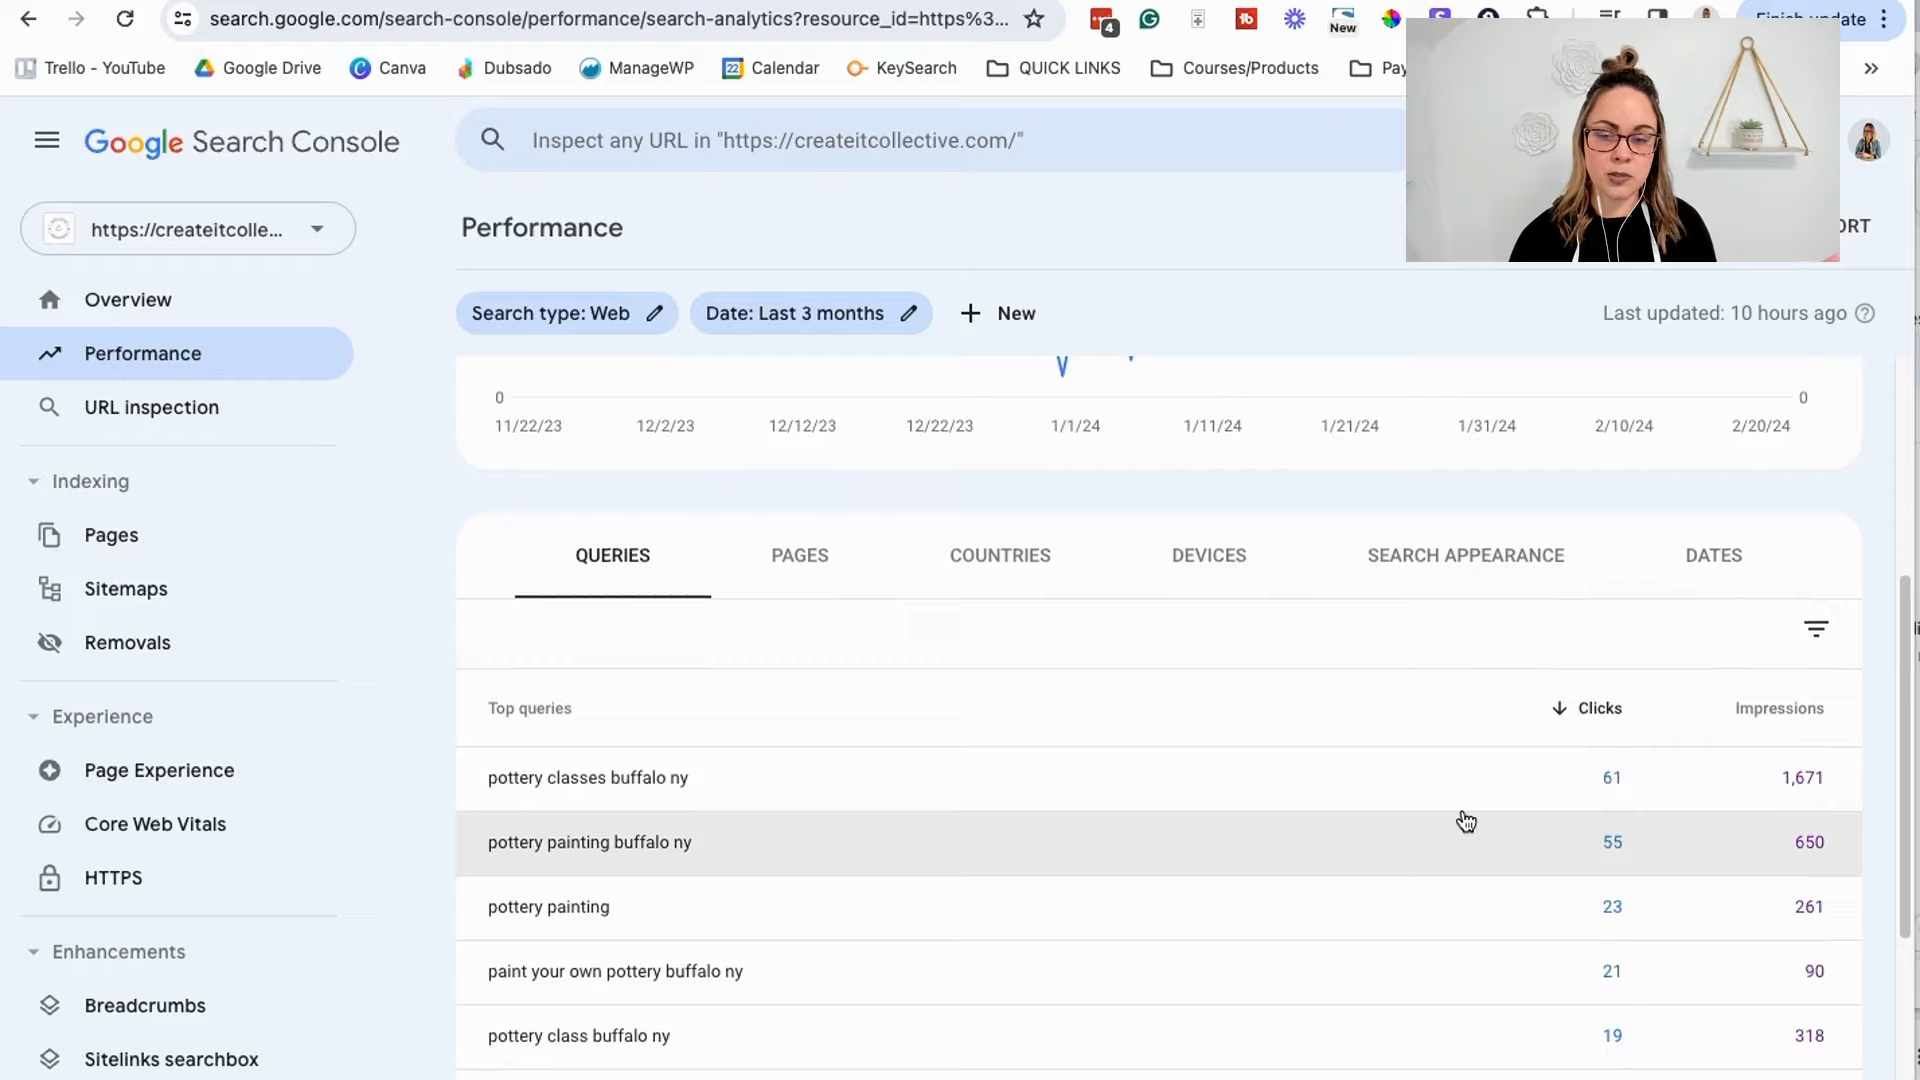 search.google.com/search-console/performance/search-analytics?resource_id=https%3...
4
New
Finish update
Trello - YouTube
Google Drive
Canva
Dubsado
ManageWP
22
Calendar
KeySearch
QUICK LINKS
Courses/Products
Pay
Google Search Console
Inspect any URL in "https://createitcollective.com/"
https://createitcolle...
Performance
ORT
Overview
Search type: Web
Date: Last 3 months
New
Last updated: 10 hours ago
Performance
URL inspection
0
0
11/22/23
12/2/23
12/12/23
12/22/23
1/1/24
1/11/24
1/21/24
1/31/24
2/10/24
2/20/24
Indexing
Pages
Sitemaps
Removals
QUERIES
PAGES
COUNTRIES
DEVICES
SEARCH APPEARANCE
DATES
Experience
Page Experience
Core Web Vitals
HTTPS
Enhancements
Breadcrumbs
Sitelinks searchbox
Top queries
Clicks
Impressions
pottery classes buffalo ny
61
1,671
pottery painting buffalo ny
55
650
pottery painting
23
261
paint your own pottery buffalo ny
21
90
pottery class buffalo ny
19
318